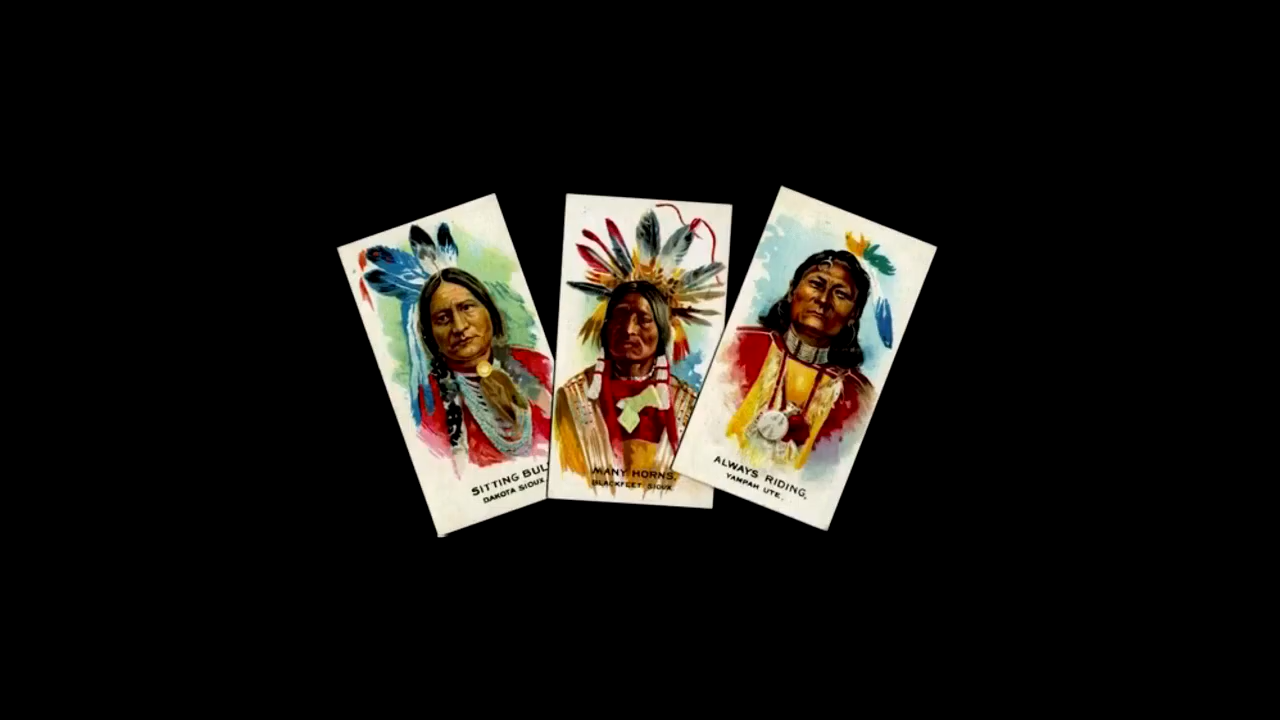 SITTING BUL
DAKOTA SIOUX.
MANY HORNS,
BLACKFEET SIOUX.
ALWAYS RIDING,
YAMPAH UTE.